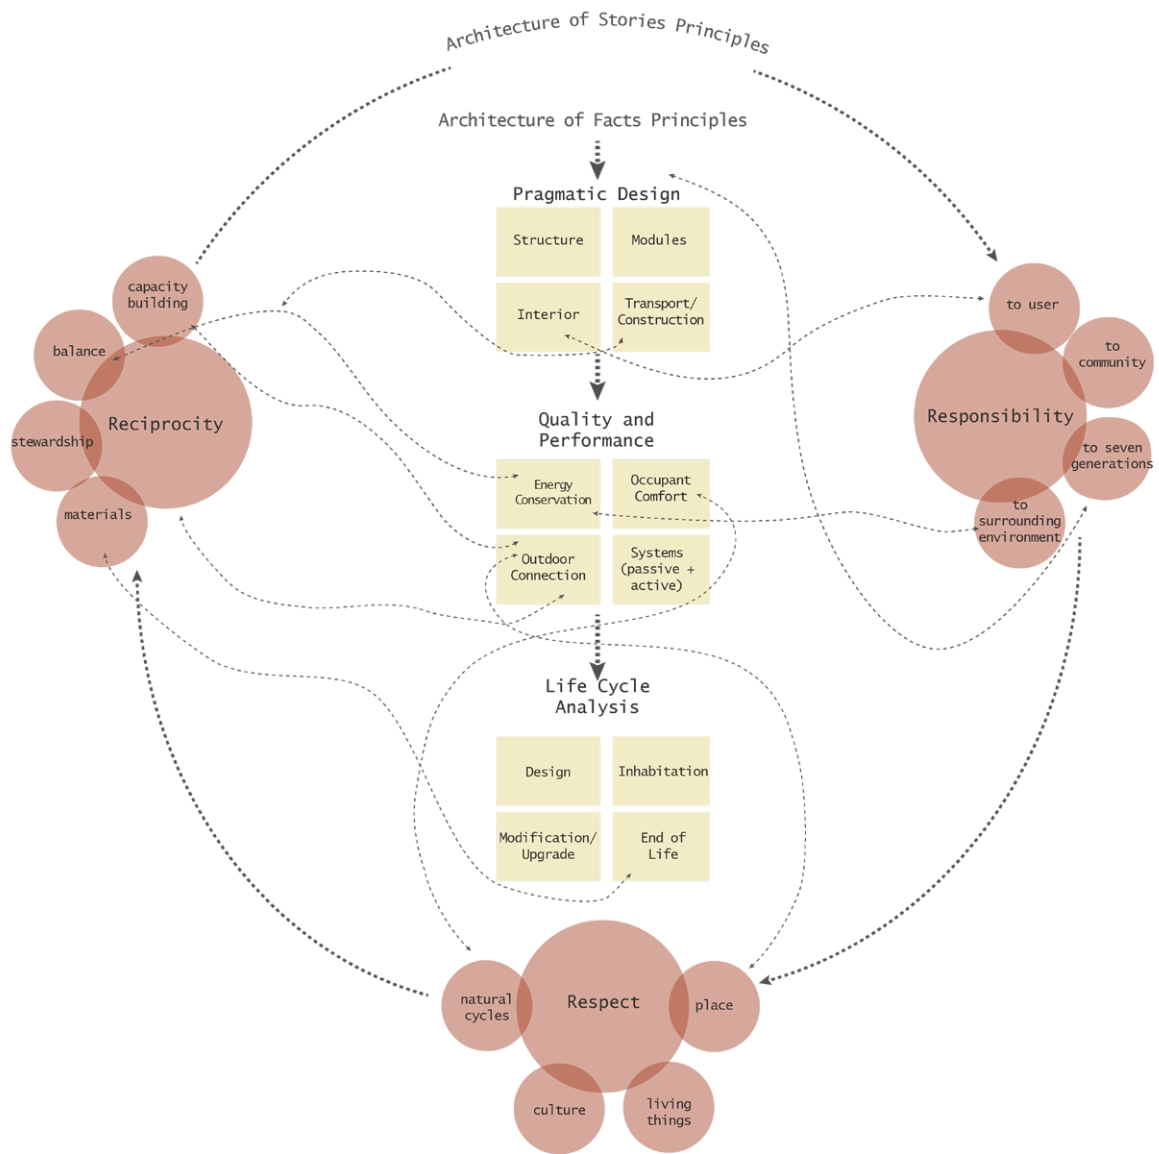 Architecture of Stories Principles
Architecture of Facts Principles
Pragmatic Design
Structure
Modules
Interior
Transport/
Construction
Quality and
Performance
Energy
Conservation
Occupant
Comfort
Outdoor
Connection
Systems
(passive +
active)
Life Cycle
Analysis
Design
Inhabitation
Modification/
Upgrade
End of
Life
capacity
building
balance
Reciprocity
stewardship
materials
to user
to
community
Responsibility
to seven
generations
to
surrounding
environment
natural
cycles
Respect
place
culture
living
things